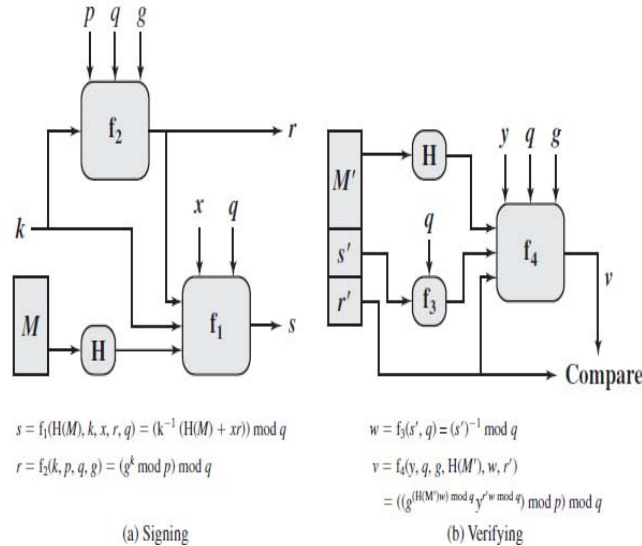 p q g
f₂
r
k
x q
f₁
s
M
H
s = f₁(H(M), k, x, r, q) = (k⁻¹ (H(M) + xr)) mod q
r = f₂(k, p, q, g) = (gᵏ mod p) mod q
(a) Signing
y q g
M′
H
q
s′
f₃
f₄
r′
v
Compare
w = f₃(s′, q) = (s′)⁻¹ mod q
v = f₄(y, q, g, H(M′), w, r′)
= ((g^(H(M′)w) mod q y^r′w mod q) mod p) mod q
(b) Verifying